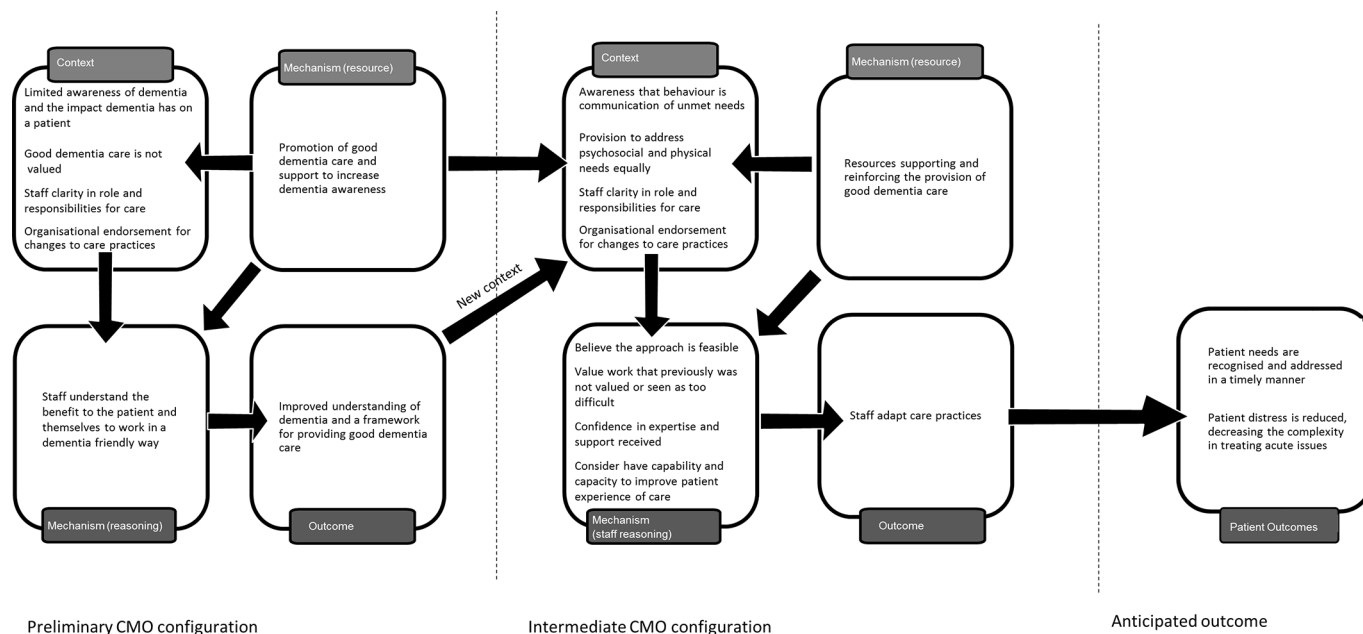 Context
Limited awareness of dementia
and the impact dementia has on
a patient
Good dementia care is not
valued
Staff clarity in role and
responsibilities for care
Organisational endorsement for
changes to care practices
Mechanism (resource)
Promotion of good
dementia care and
support to increase
dementia awareness
Staff understand the
benefit to the patient and
themselves to work in a
dementia friendly way
Mechanism (reasoning)
Improved understanding of
dementia and a framework
for providing good dementia
care
Outcome
New context
Preliminary CMO configuration
Context
Awareness that behaviour is
communication of unmet needs
Provision to address
psychosocial and physical
needs equally
Staff clarity in role and
responsibilities for care
Organisational endorsement
for changes to care practices
Mechanism (resource)
Resources supporting and
reinforcing the provision of
good dementia care
Believe the approach is feasible
Value work that previously was
not valued or seen as too
difficult
Confidence in expertise and
support received
Consider have capability and
capacity to improve patient
experience of care
Mechanism
(staff reasoning)
Staff adapt care practices
Outcome
Intermediate CMO configuration
Patient needs are
recognised and addressed
in a timely manner
Patient distress is reduced,
decreasing the complexity
in treating acute issues
Patient Outcomes
Anticipated outcome